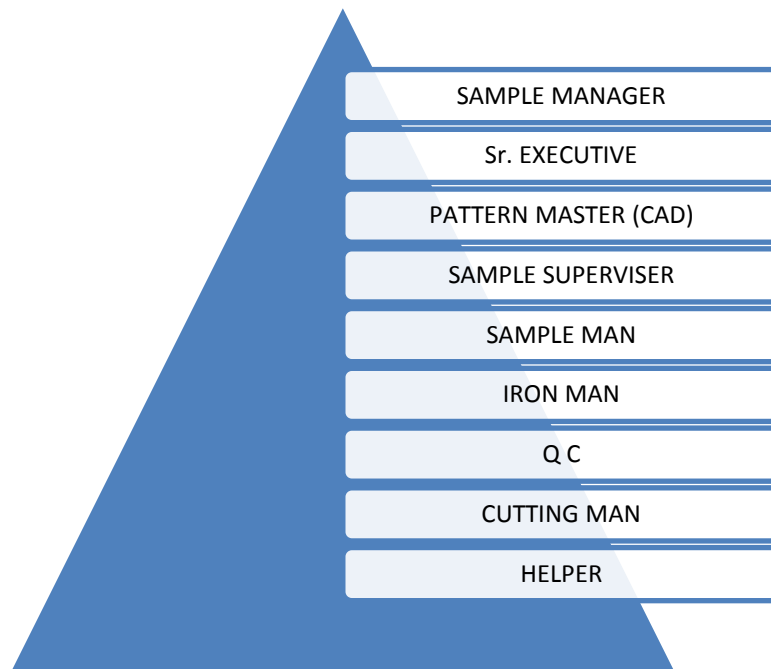 SAMPLE MANAGER
Sr. EXECUTIVE
PATTERN MASTER (CAD)
SAMPLE SUPERVISER
SAMPLE MAN
IRON MAN
Q C
CUTTING MAN
HELPER